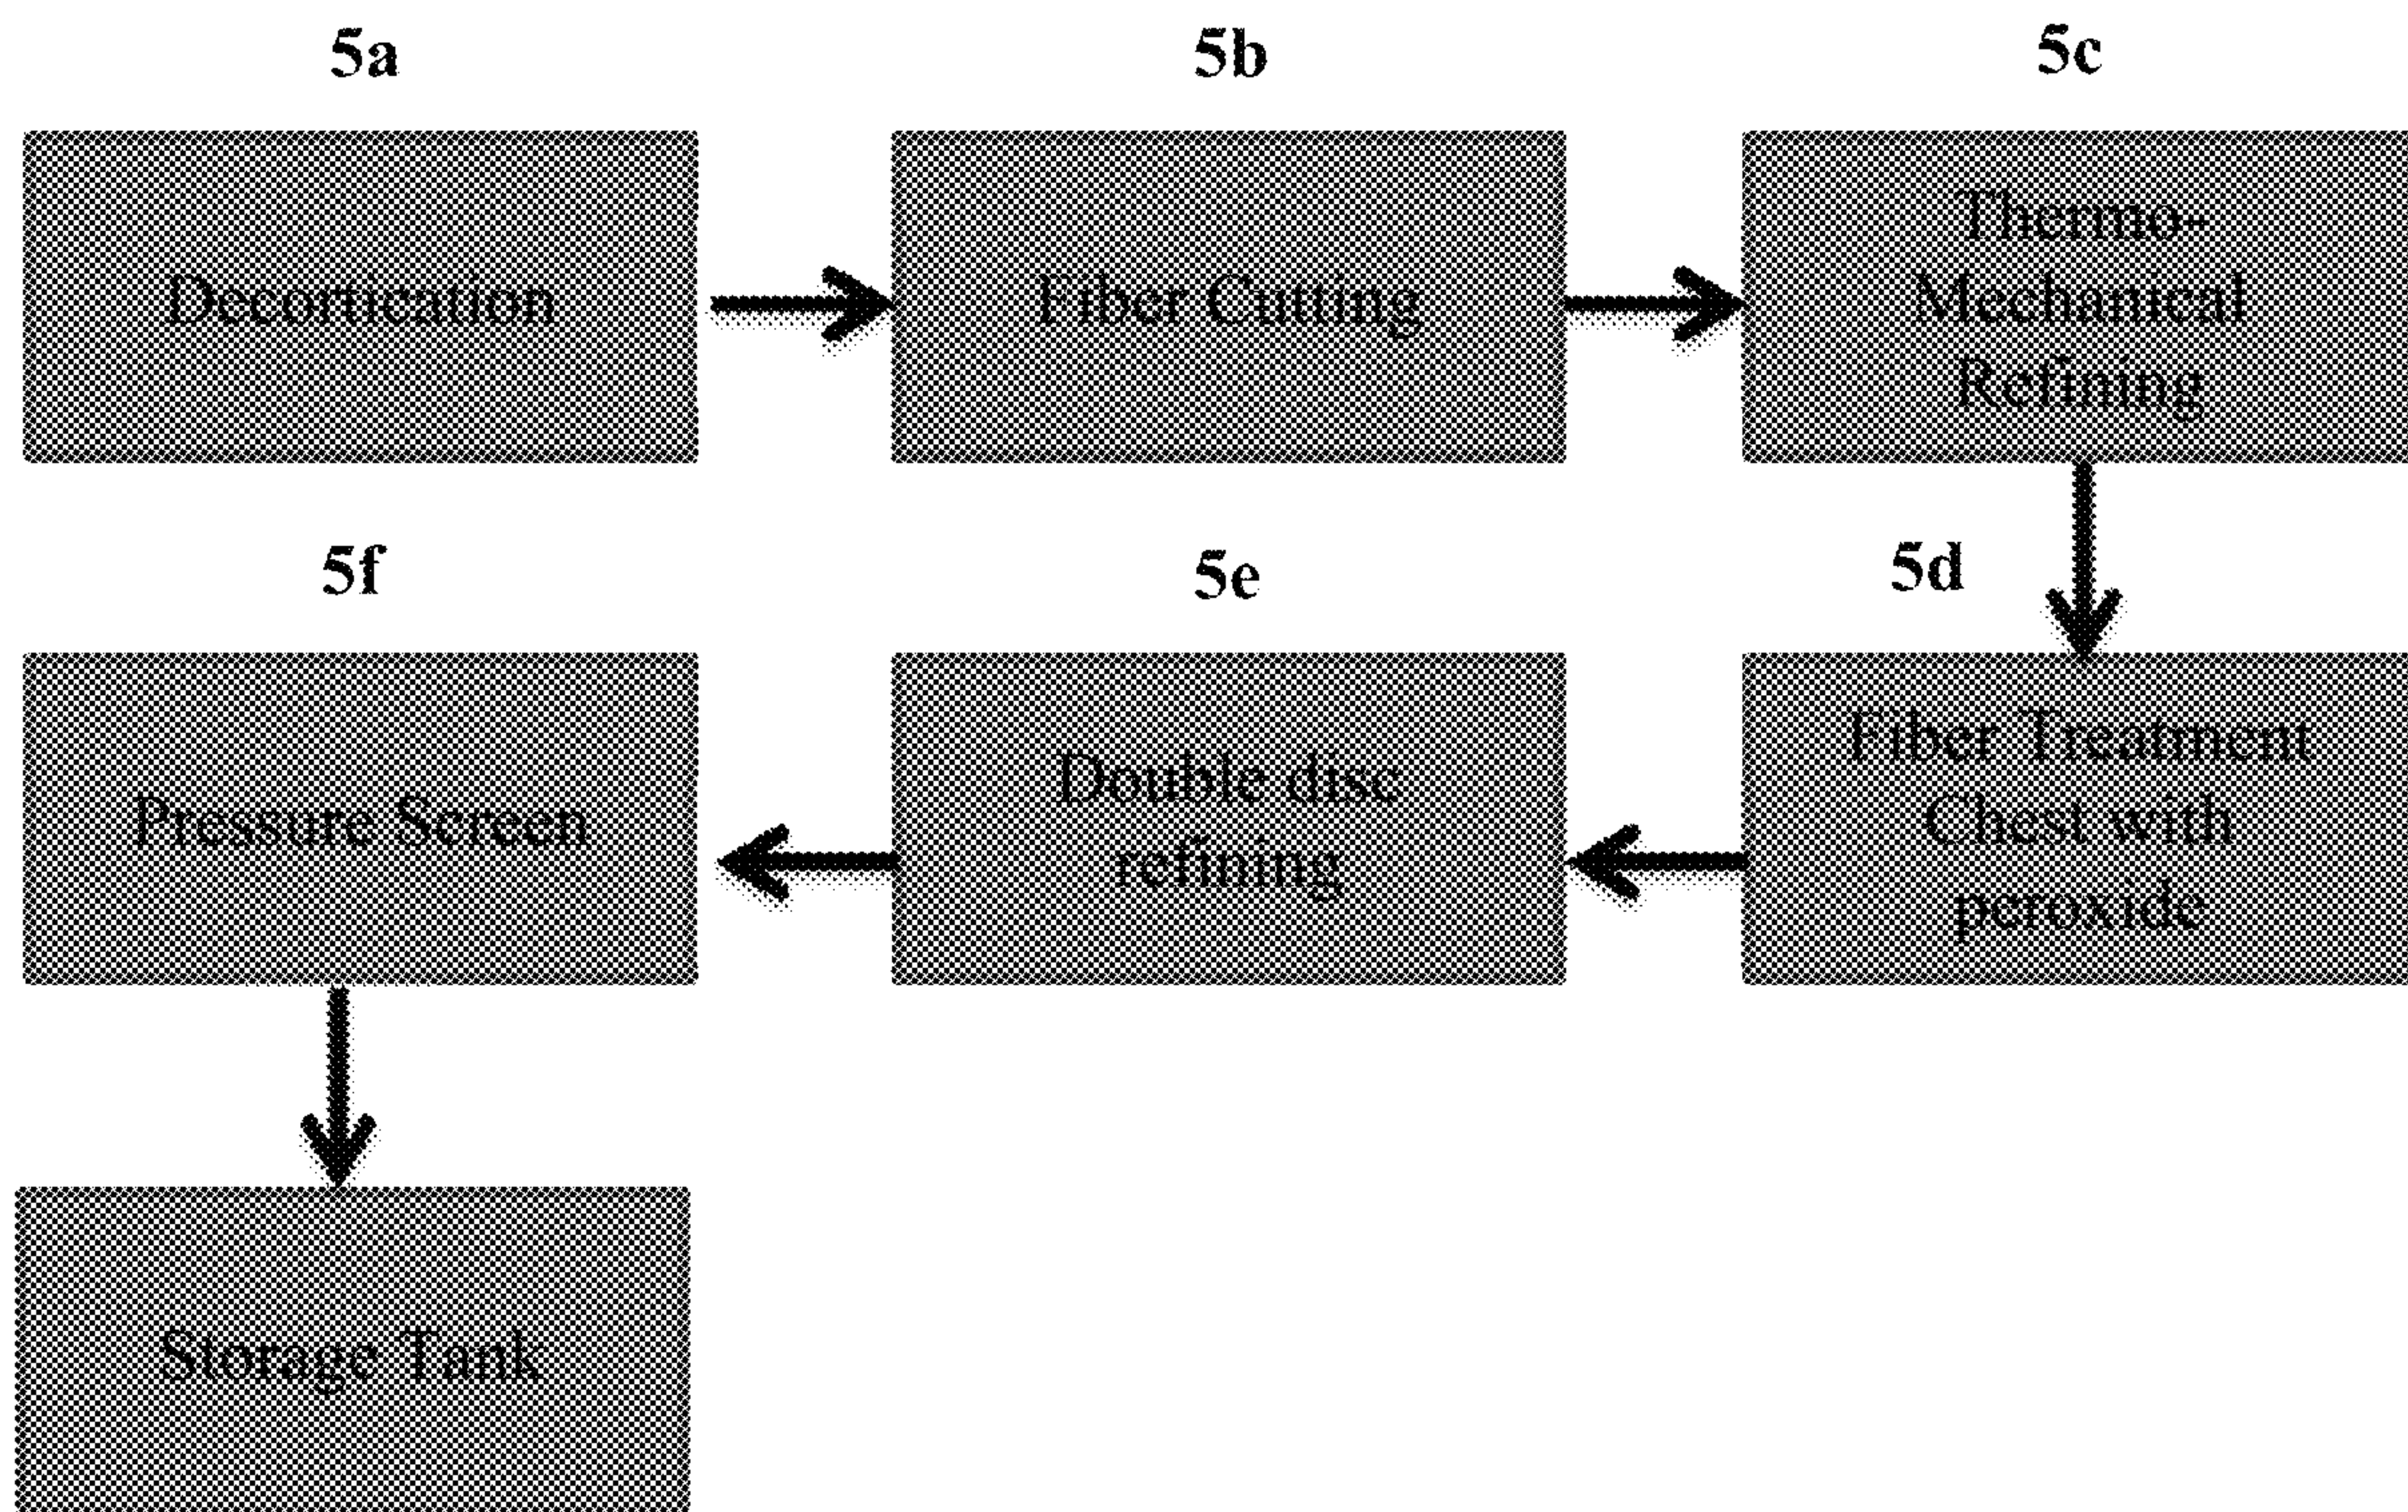 5a
Decortication
5b
Fiber Cutting
5c
Thermo-
Mechanical
Refining
5d
Fiber Treatment
Chest with
peroxide
5e
Double disc
refining
5f
Pressure Screen
Storage Tank